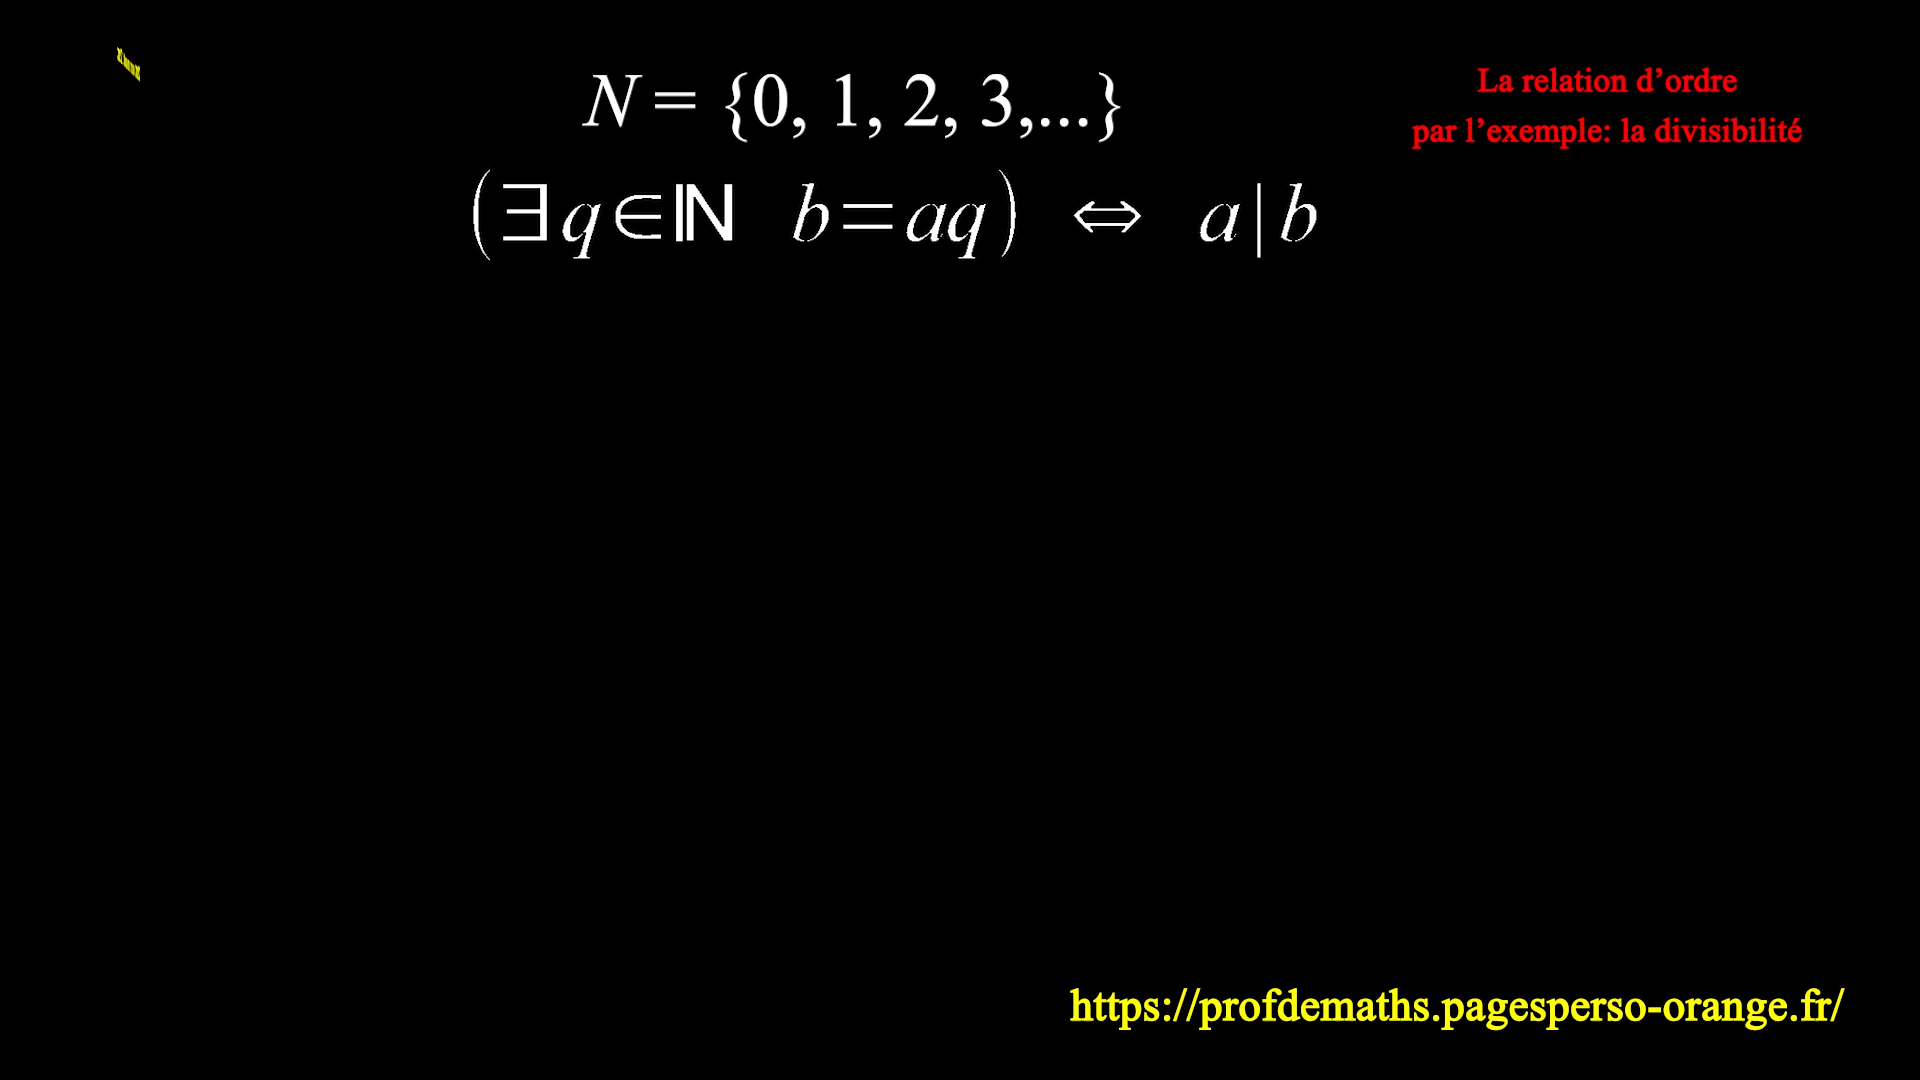 N = {0, 1, 2, 3,...}
La relation d’ordre
par l’exemple: la divisibilité
(∃ q ∈ ℕ b = aq) ⇔ a | b
https://profdemaths.pagesperso-orange.fr/